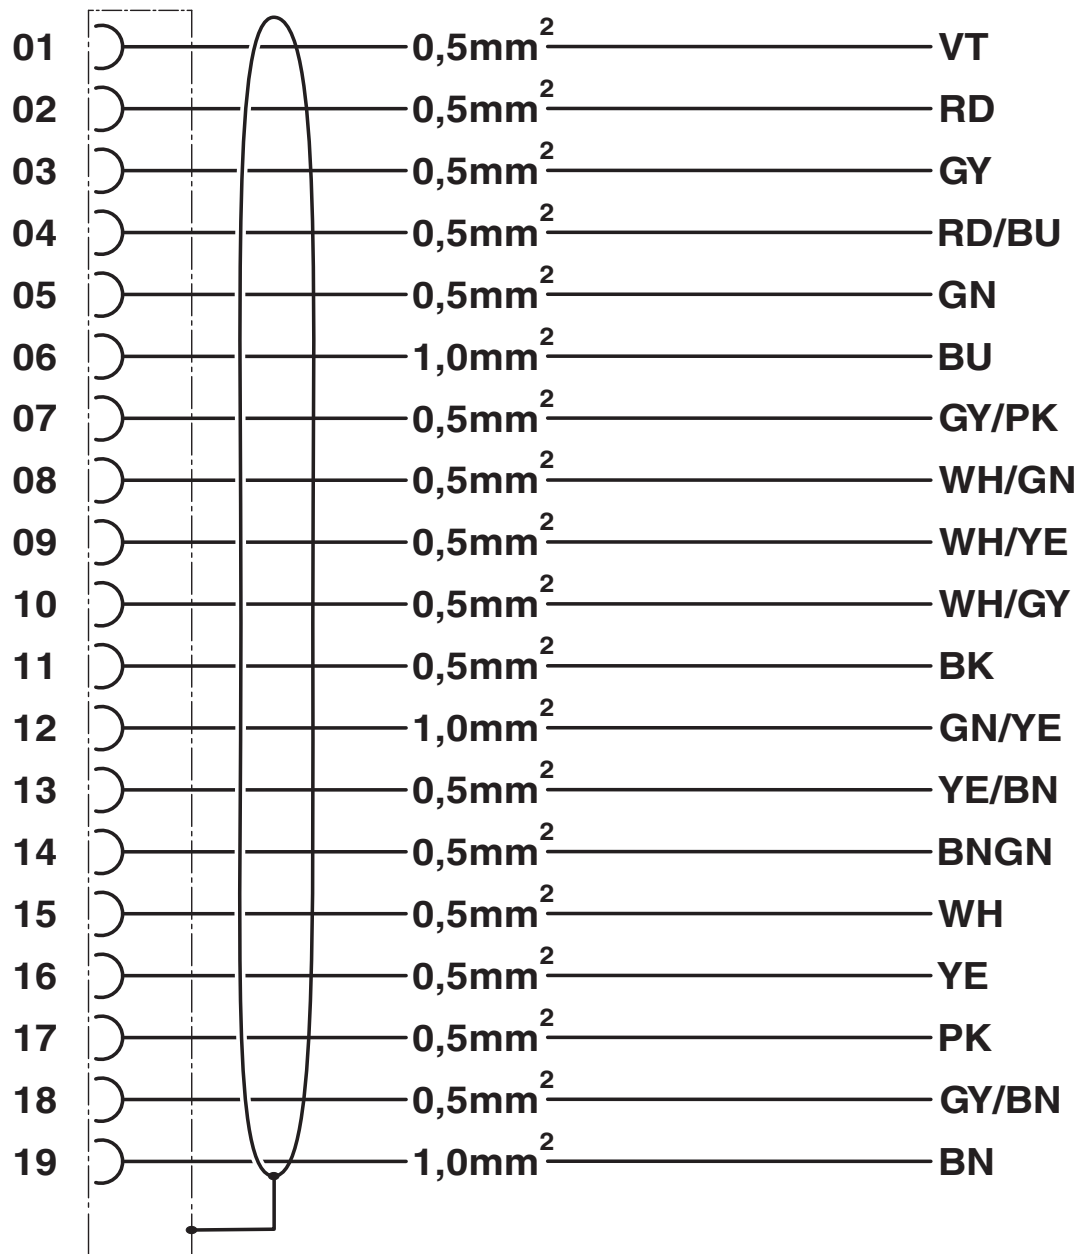 01 0,5mm² VT
02 0,5mm² RD
03 0,5mm² GY
04 0,5mm² RD/BU
05 0,5mm² GN
06 1,0mm² BU
07 0,5mm² GY/PK
08 0,5mm² WH/GN
09 0,5mm² WH/YE
10 0,5mm² WH/GY
11 0,5mm² BK
12 1,0mm² GN/YE
13 0,5mm² YE/BN
14 0,5mm² BNGN
15 0,5mm² WH
16 0,5mm² YE
17 0,5mm² PK
18 0,5mm² GY/BN
19 1,0mm² BN